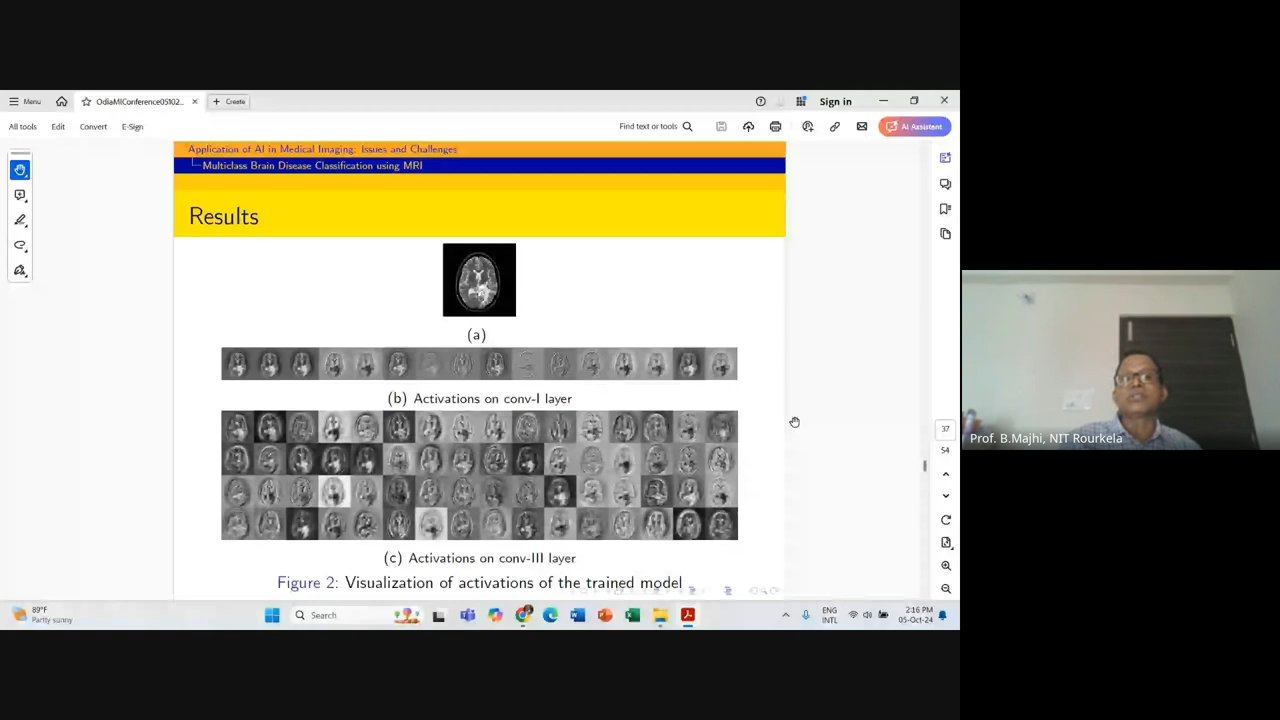 Menu
OdiaMIConference05102...
Create
Sign in
All tools
Edit
Convert
E-Sign
Find text or tools
AI Assistant
Application of AI in Medical Imaging: Issues and Challenges
Multiclass Brain Disease Classification using MRI
Results
(a)
(b) Activations on conv-I layer
(c) Activations on conv-III layer
Figure 2: Visualization of activations of the trained model
37
54
Prof. B.Majhi, NIT Rourkela
89°F
Partly sunny
Search
ENG
INTL
2:16 PM
05-Oct-24